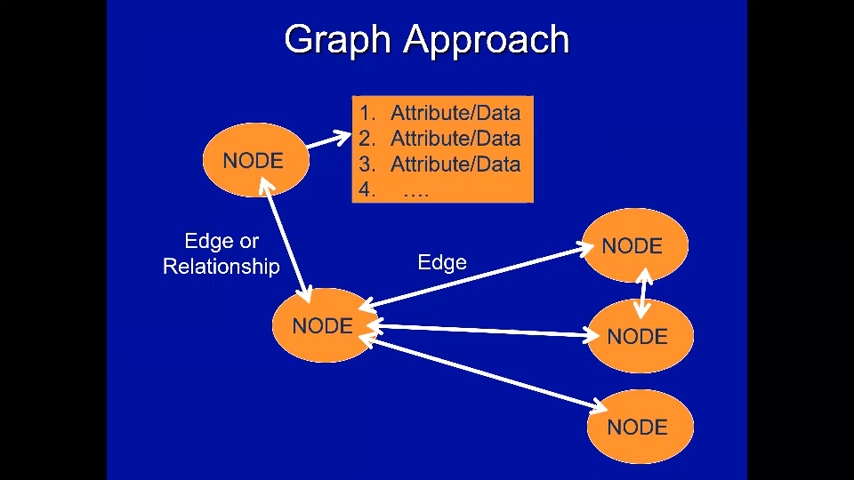 Graph Approach
NODE
1. Attribute/Data
2. Attribute/Data
3. Attribute/Data
4. ....
Edge or
Relationship
Edge
NODE
NODE
NODE
NODE